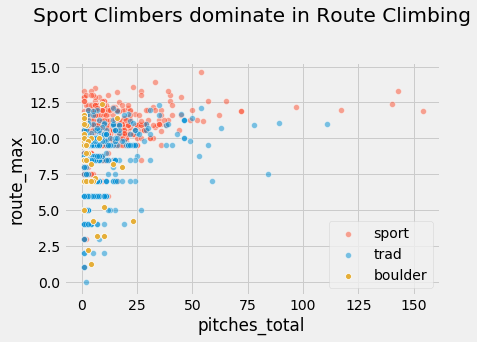 Sport Climbers dominate in Route Climbing
15.0
12.5
10.0
7.5
5.0
2.5
0.0
route_max
sport
trad
boulder
0 25 50 75 100 125 150
pitches_total